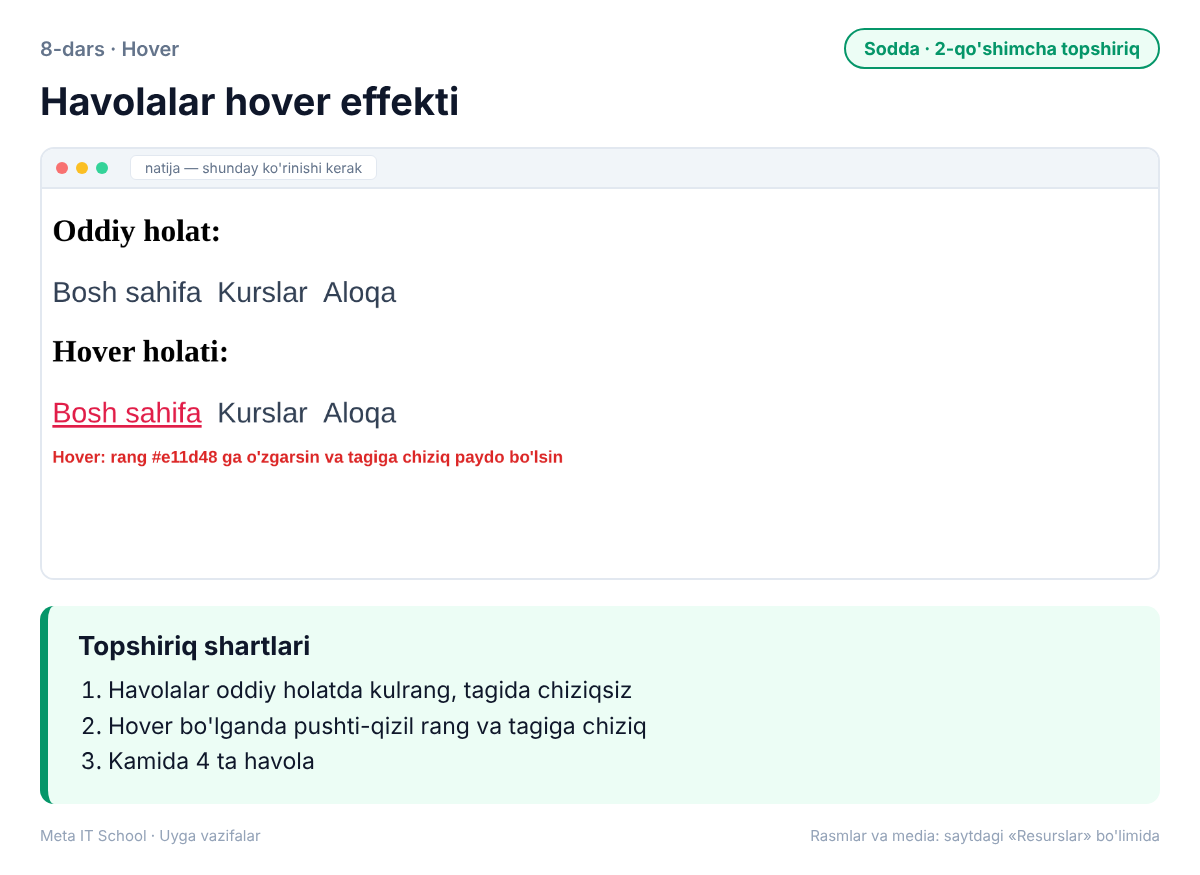 8-dars · Hover
Sodda · 2-qo'shimcha topshiriq
Havolalar hover effekti
natija — shunday ko'rinishi kerak
Oddiy holat:
Bosh sahifa Kurslar Aloqa
Hover holati:
Bosh sahifa Kurslar Aloqa
Hover: rang #e11d48 ga o'zgarsin va tagiga chiziq paydo bo'lsin
Topshiriq shartlari
1. Havolalar oddiy holatda kulrang, tagida chiziqsiz
2. Hover bo'lganda pushti-qizil rang va tagiga chiziq
3. Kamida 4 ta havola
Meta IT School · Uyga vazifalar
Rasmlar va media: saytdagi «Resurslar» bo'limida